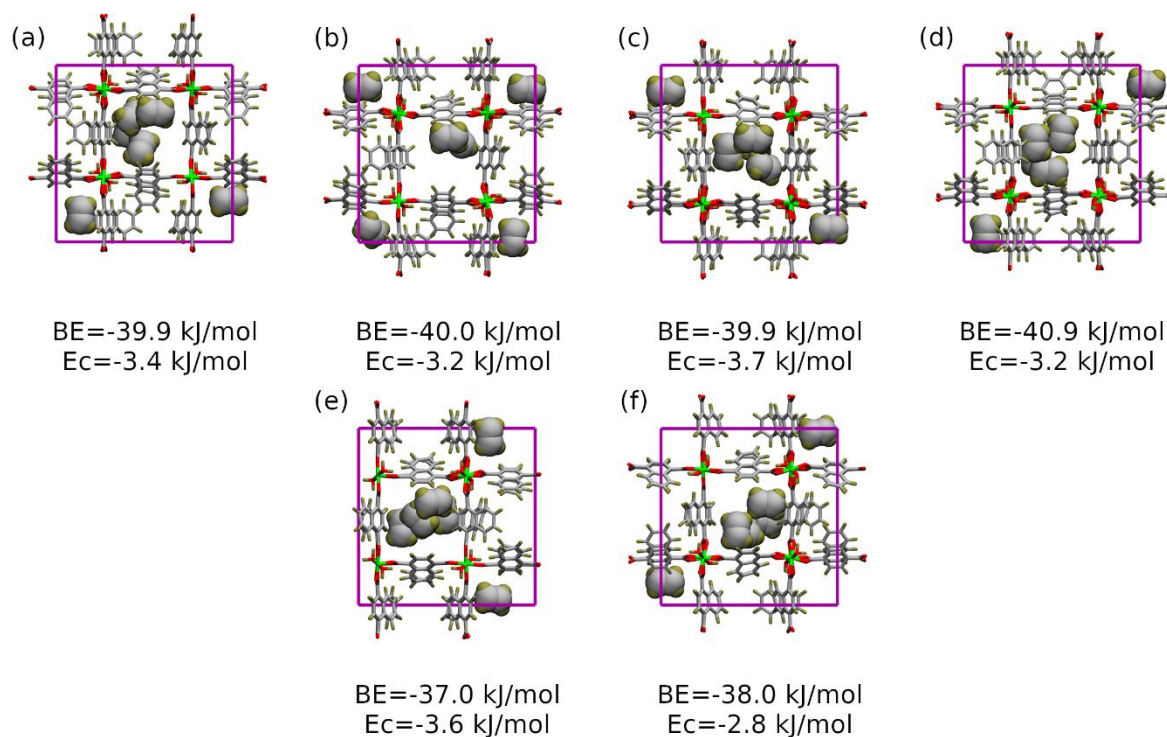 (a)
(b)
(c)
(d)
BE=-39.9 kJ/mol
Ec=-3.4 kJ/mol
BE=-40.0 kJ/mol
Ec=-3.2 kJ/mol
BE=-39.9 kJ/mol
Ec=-3.7 kJ/mol
BE=-40.9 kJ/mol
Ec=-3.2 kJ/mol
(e)
(f)
BE=-37.0 kJ/mol
Ec=-3.6 kJ/mol
BE=-38.0 kJ/mol
Ec=-2.8 kJ/mol